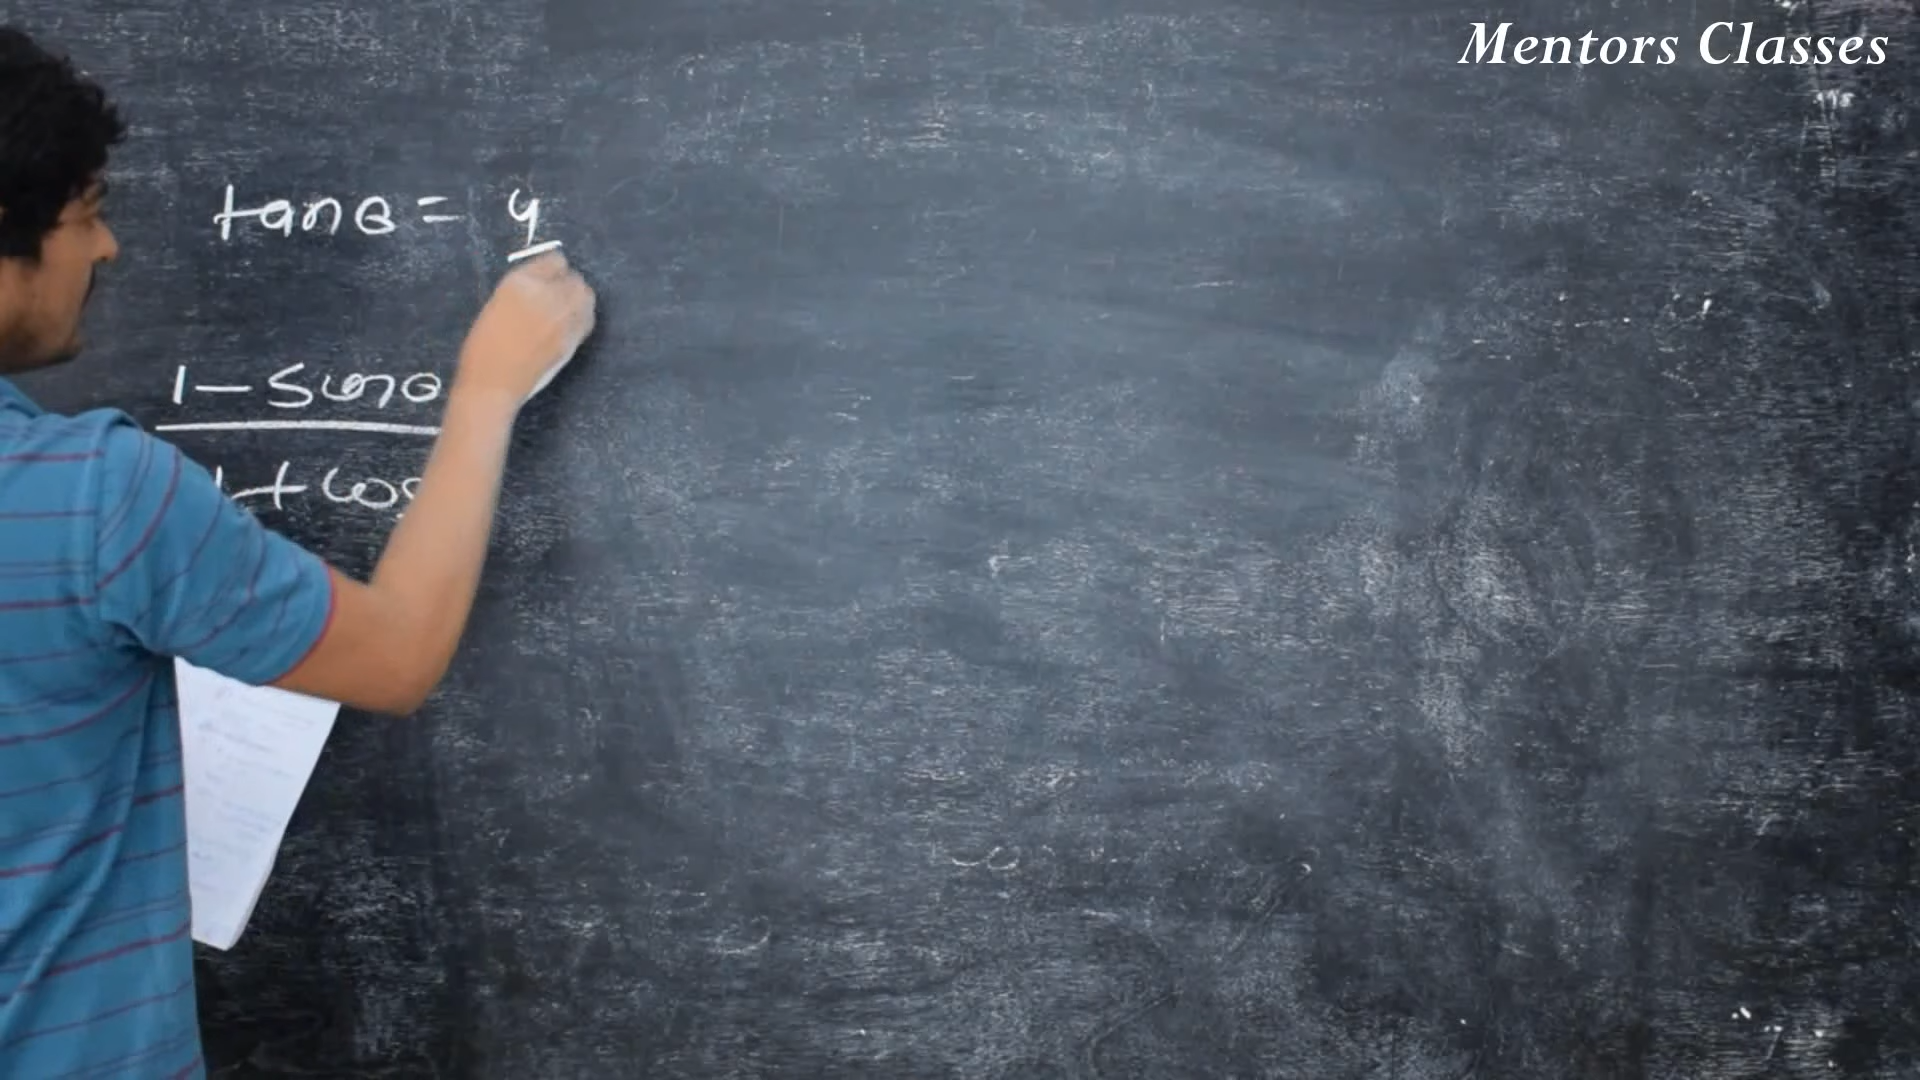 Mentors Classes
tanθ = 4
1 - Sinθ
1 + cos